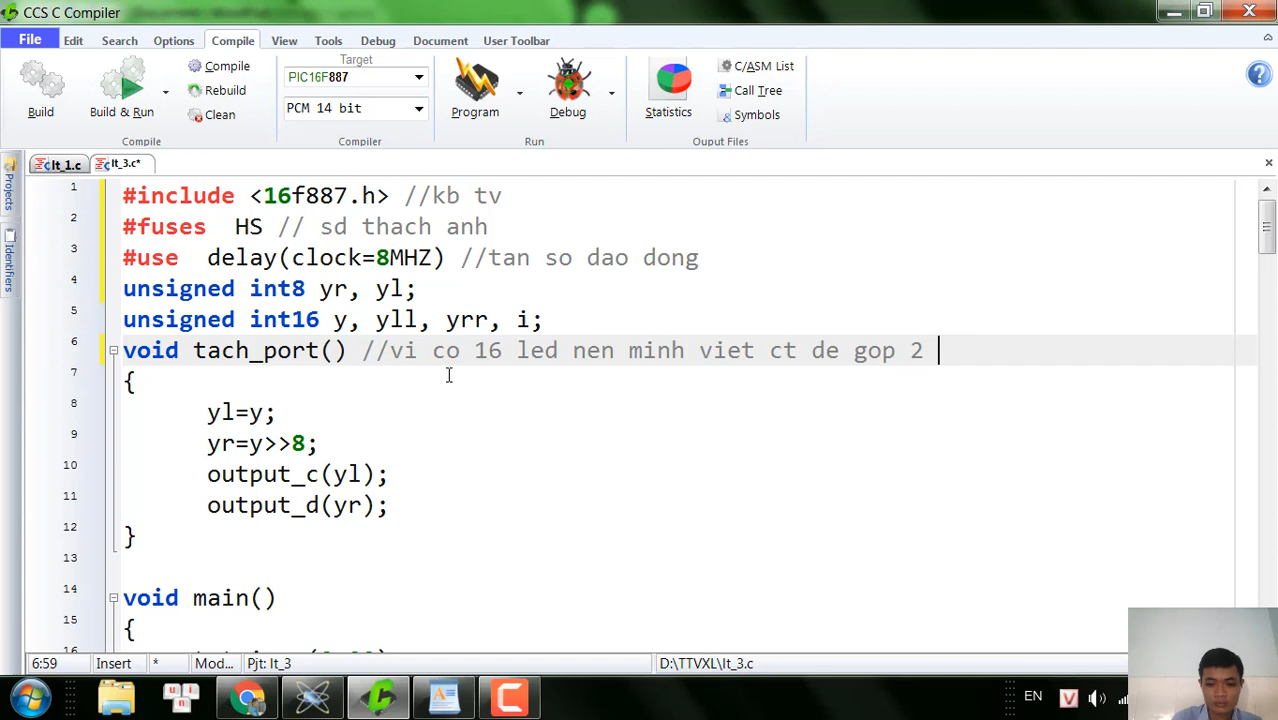 CCS C Compiler
File Edit Search Options Compile View Tools Debug Document User Toolbar
Build
Build & Run
Compile
Rebuild
Clean
Compile
Target
PIC16F887
PCM 14 bit
Compiler
Program
Debug
Run
Statistics
C/ASM List
Call Tree
Symbols
Ouput Files
lt_1.c lt_3.c*
Projects
Identifiers
1 #include <16f887.h> //kb tv
2 #fuses HS // sd thach anh
3 #use delay(clock=8MHZ) //tan so dao dong
4 unsigned int8 yr, yl;
5 unsigned int16 y, yll, yrr, i;
6 void tach_port() //vi co 16 led nen minh viet ct de gop 2
7 {
8 yl=y;
9 yr=y>>8;
10 output_c(yl);
11 output_d(yr);
12 }
13
14 void main()
15 {
16
6:59 Insert * Mod... Pjt: lt_3 D:\TTVXL\lt_3.c
EN